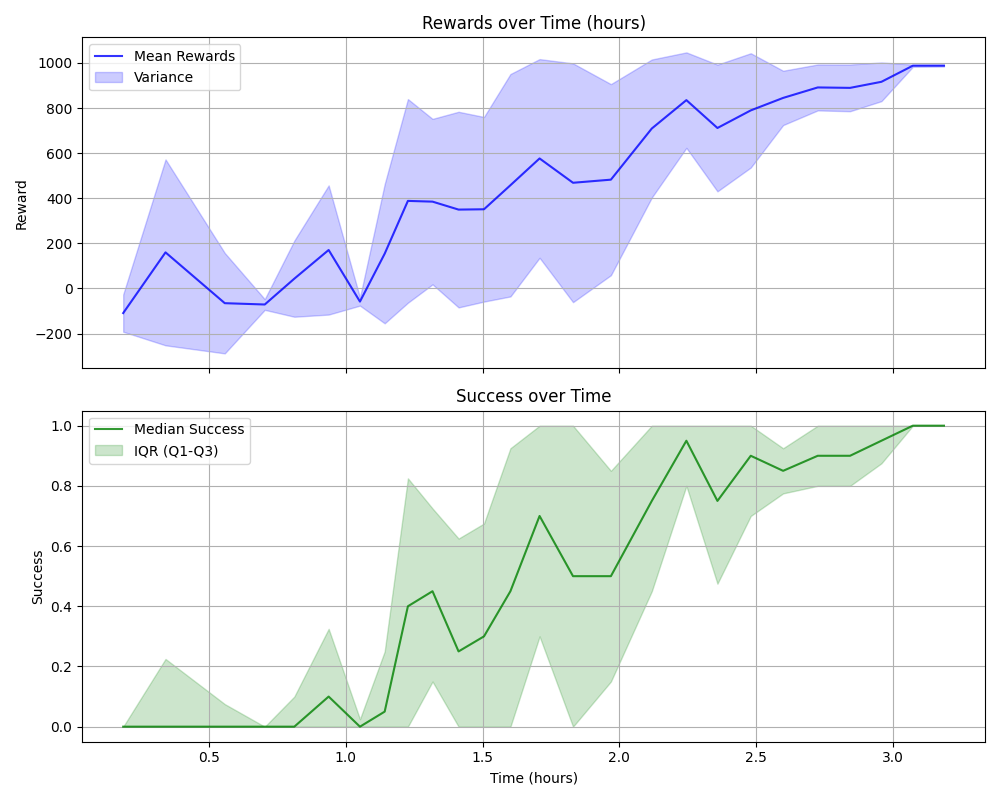 Rewards over Time (hours)
Mean Rewards
Variance
1000
800
600
400
200
0
−200
Reward
Success over Time
Median Success
IQR (Q1-Q3)
1.0
0.8
0.6
0.4
0.2
0.0
Success
0.5 1.0 1.5 2.0 2.5 3.0
Time (hours)